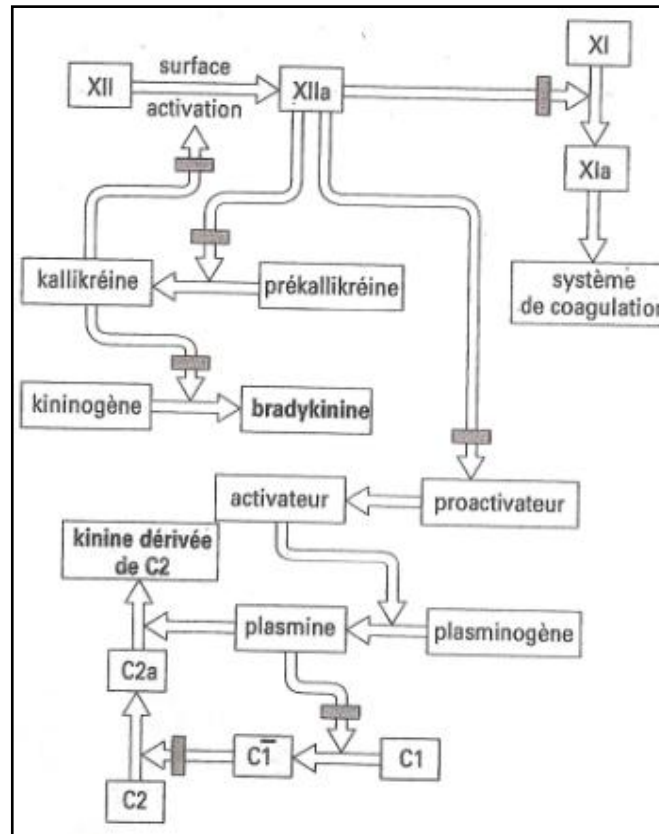 XII
surface
activation
XIIa
XI
XIa
système
de coagulation
kallikréine
prékallikréine
kininogène
bradykinine
activateur
proactivateur
kinine dérivée
de C2
plasmine
plasminogène
C2a
C1̅
C1
C2